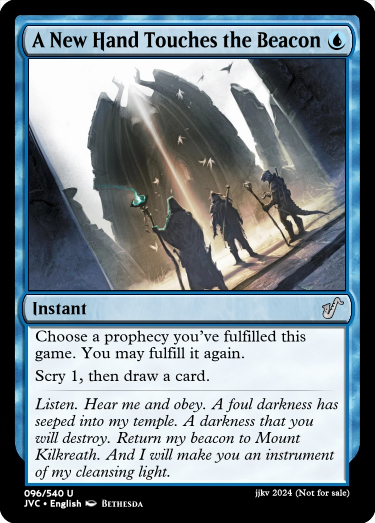 A New Hand Touches the Beacon
Instant
Choose a prophecy you've fulfilled this
game. You may fulfill it again.
Scry 1, then draw a card.
Listen. Hear me and obey. A foul darkness has
seeped into my temple. A darkness that you
will destroy. Return my beacon to Mount
Kilkreath. And I will make you an instrument
of my cleansing light.
096/540 U
jjkv 2024 (Not for sale)
JVC • English Bethesda